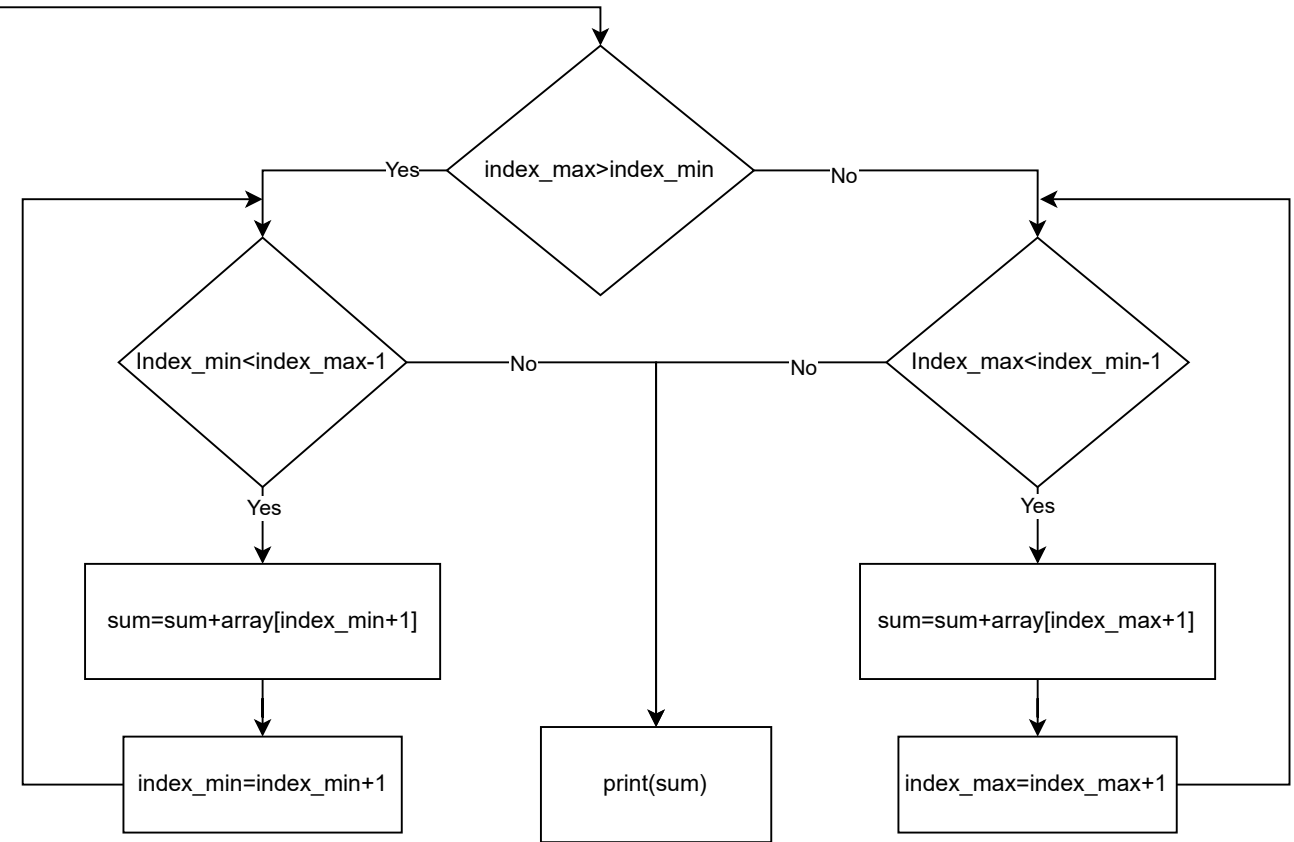 index_max>index_min
Yes
No
Index_min<index_max-1
No
No
Index_max<index_min-1
Yes
Yes
sum=sum+array[index_min+1]
sum=sum+array[index_max+1]
index_min=index_min+1
print(sum)
index_max=index_max+1